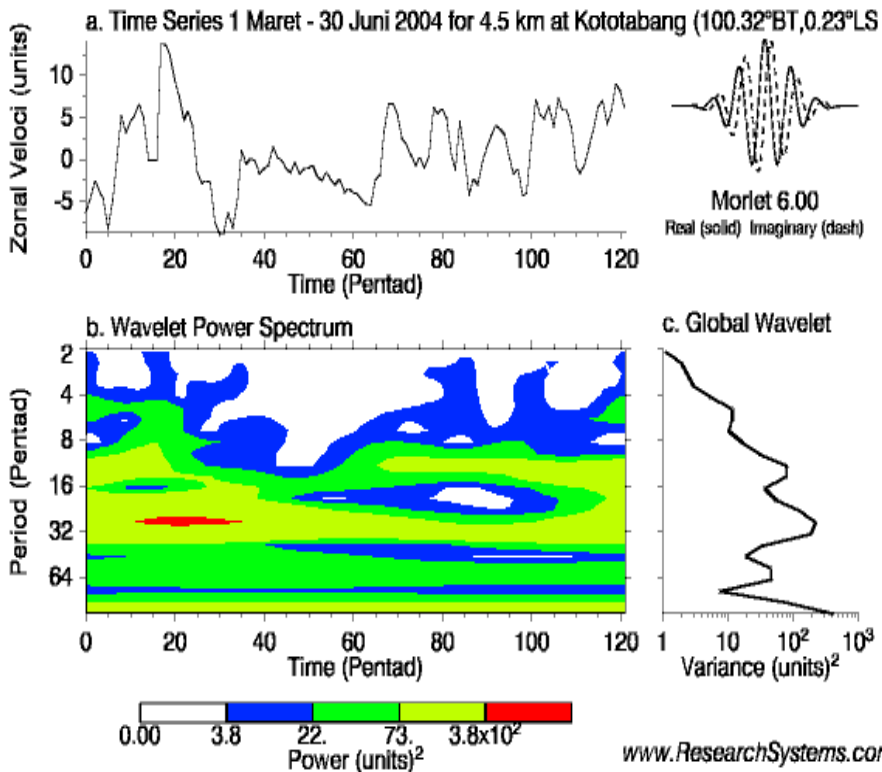 a. Time Series 1 Maret - 30 Juni 2004 for 4.5 km at Kototabang (100.32°BT,0.23°LS
Zonal Veloci (units)
10
5
0
-5
0 20 40 60 80 100 120
Time (Pentad)
Morlet 6.00
Real (solid) Imaginary (dash)
b. Wavelet Power Spectrum
Period (Pentad)
2
4
8
16
32
64
0 20 40 60 80 100 120
Time (Pentad)
c. Global Wavelet
1 10 10² 10³
Variance (units)²
0.00 3.8 22. 73. 3.8x10²
Power (units)²
www.ResearchSystems.com